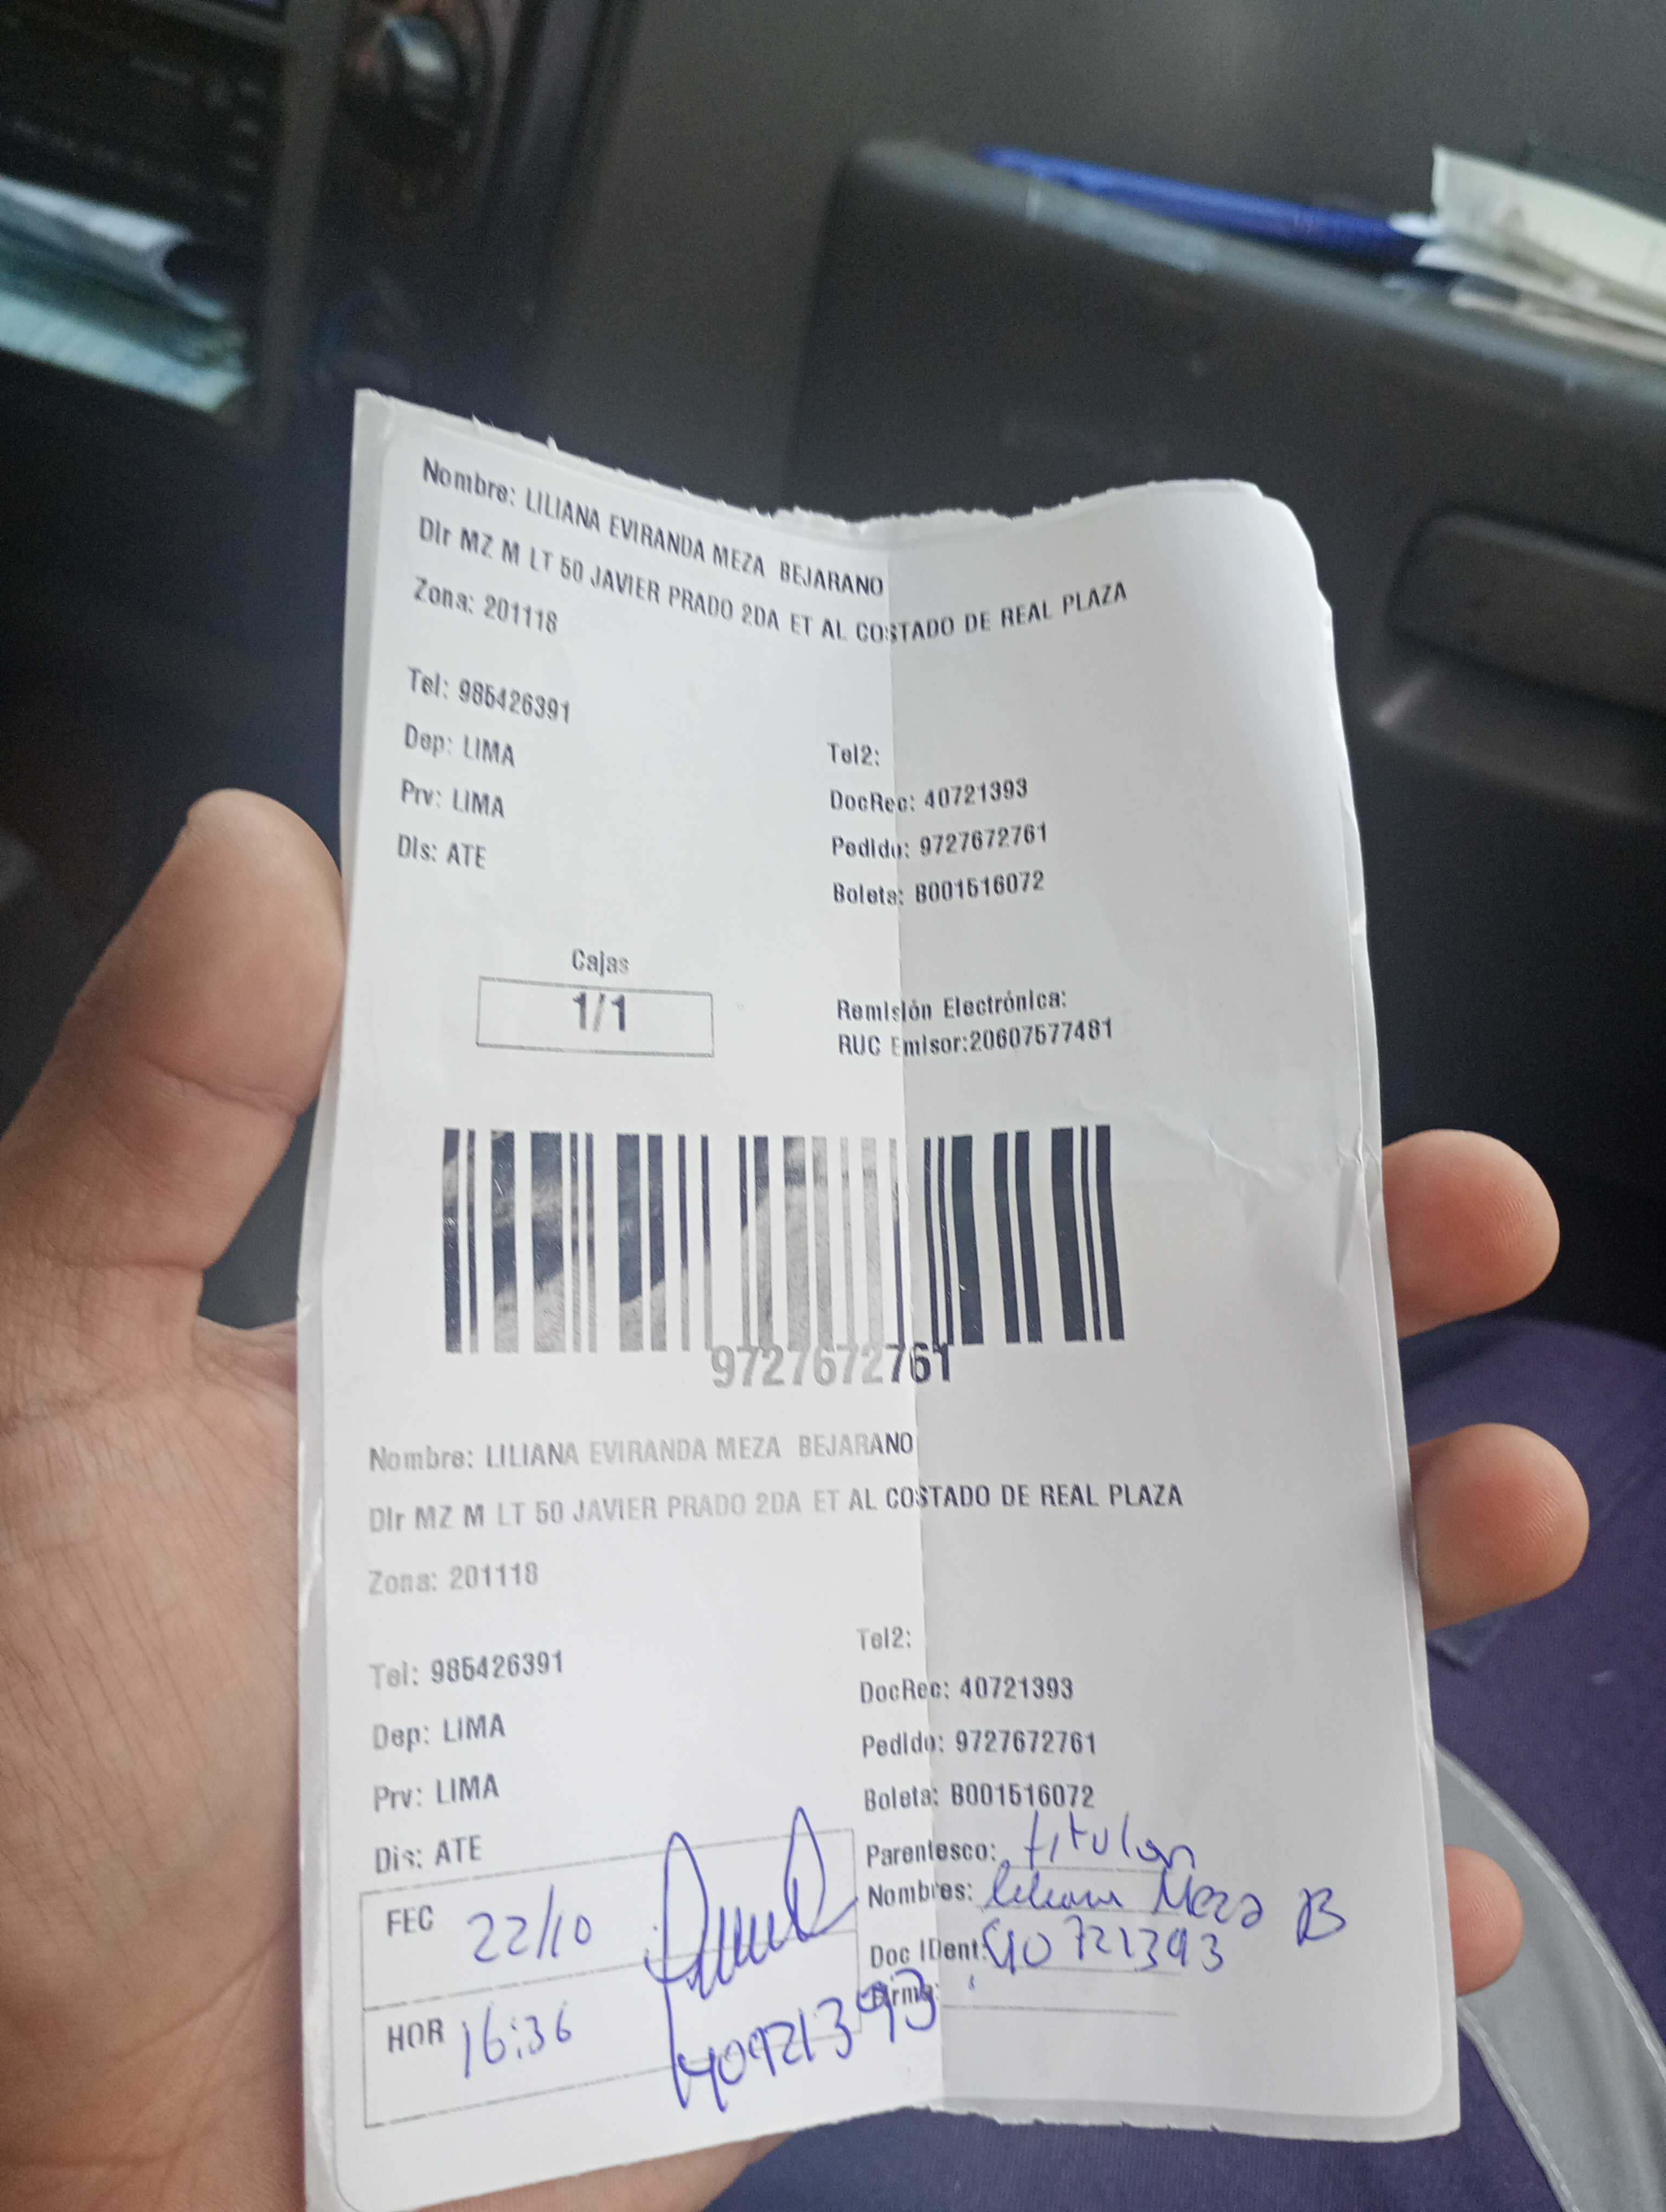 Nombre: LILIANA EVIRANDA MEZA BEJARANO
Dir MZ M LT 50 JAVIER PRADO 2DA ET AL COSTADO DE REAL PLAZA
Zona: 201118
Tel: 985426391
Tel2:
Dep: LIMA
DocRec: 40721393
Prv: LIMA
Pedido: 9727672761
Dis: ATE
Boleta: B001516072
Cajas
1/1
Remisión Electrónica:
RUC Emisor:20607577481
9727672761
Nombre: LILIANA EVIRANDA MEZA BEJARANO
Dir MZ M LT 50 JAVIER PRADO 2DA ET AL COSTADO DE REAL PLAZA
Zona: 201118
Tel: 985426391
Tel2:
DocRec: 40721393
Dep: LIMA
Pedido: 9727672761
Prv: LIMA
Boleta: B001516072
Dis: ATE
Parentesco: titular
Nombres: Liliana Meza B
FEC 22/10
Doc IDent: 40721393
Firma:
HOR 16:36
40721393